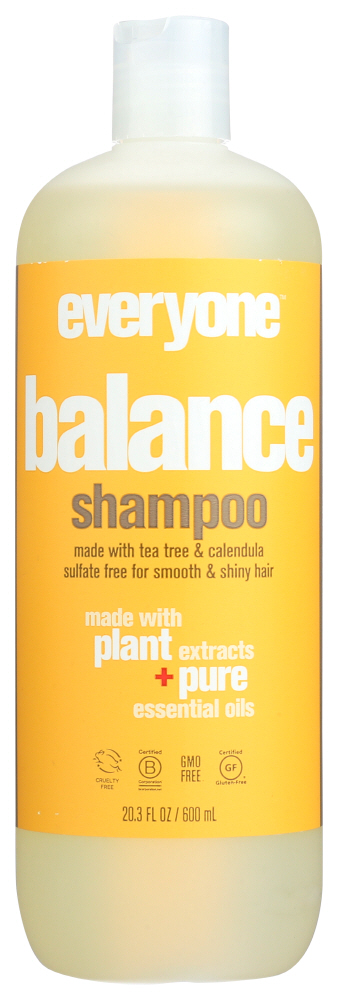 everyone™
balance
shampoo
made with tea tree & calendula
sulfate free for smooth & shiny hair
made with
plant extracts
+ pure
essential oils
CRUELTY
FREE
Certified
B
Corporation
GMO
FREE
Certified
GF
Gluten-Free
20.3 FL OZ / 600 mL